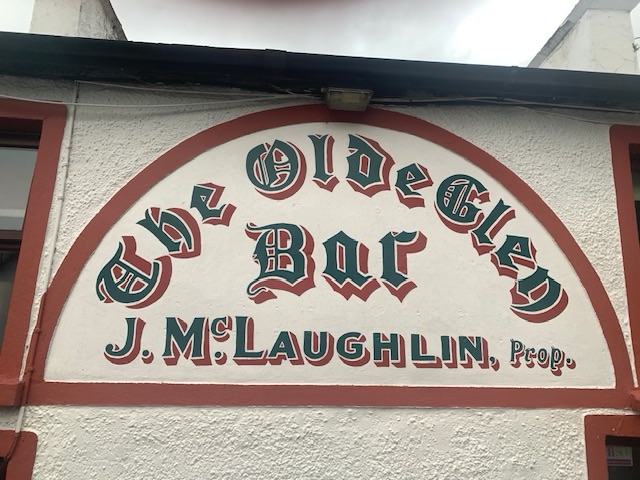 The Olde Glen
Bar
J. McLAUGHLIN, Prop.